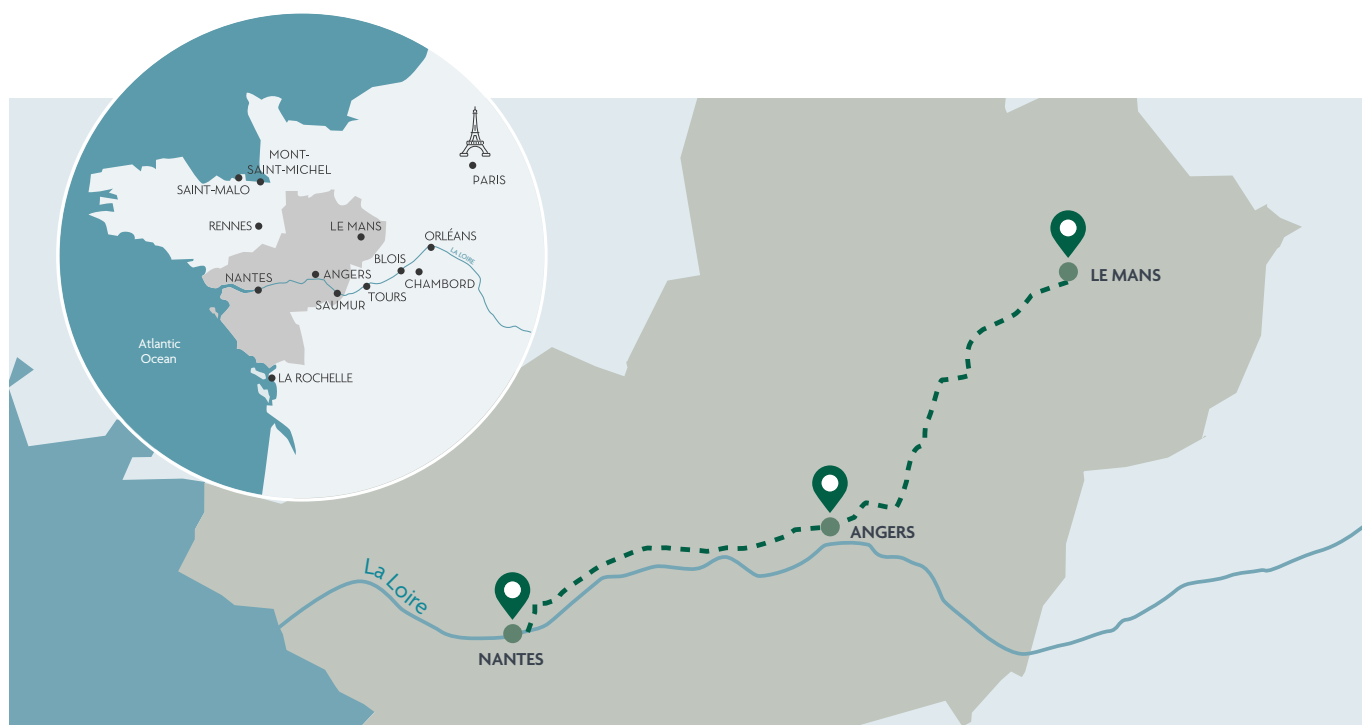 MONT-
SAINT-MICHEL
SAINT-MALO
PARIS
RENNES
LE MANS
ORLÉANS
LA LOIRE
BLOIS
NANTES
ANGERS
CHAMBORD
TOURS
SAUMUR
Atlantic
Ocean
LA ROCHELLE
LE MANS
ANGERS
La Loire
NANTES